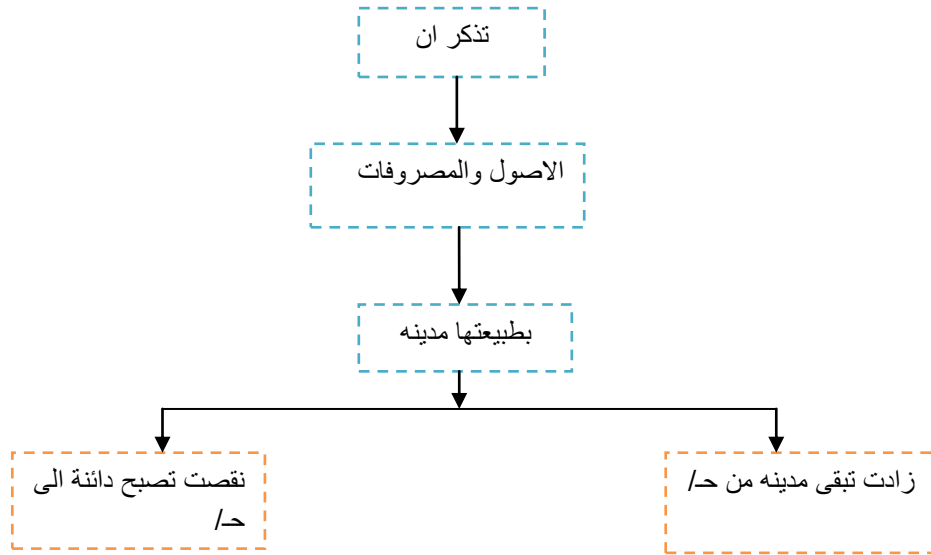 تذكر ان
الاصول والمصروفات
بطبيعتها مدينه
زادت تبقى مدينه من حـ/
نقصت تصبح دائنة الى
حـ/